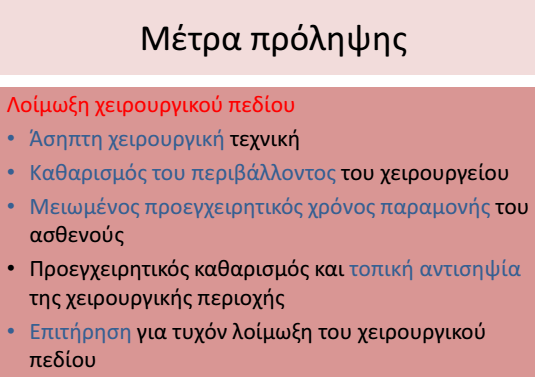 Μέτρα πρόληψης
Λοίμωξη χειρουργικού πεδίου
• Άσηπτη χειρουργική τεχνική
• Καθαρισμός του περιβάλλοντος του χειρουργείου
• Μειωμένος προεγχειρητικός χρόνος παραμονής του
ασθενούς
• Προεγχειρητικός καθαρισμός και τοπική αντισηψία
της χειρουργικής περιοχής
• Επιτήρηση για τυχόν λοίμωξη του χειρουργικού
πεδίου